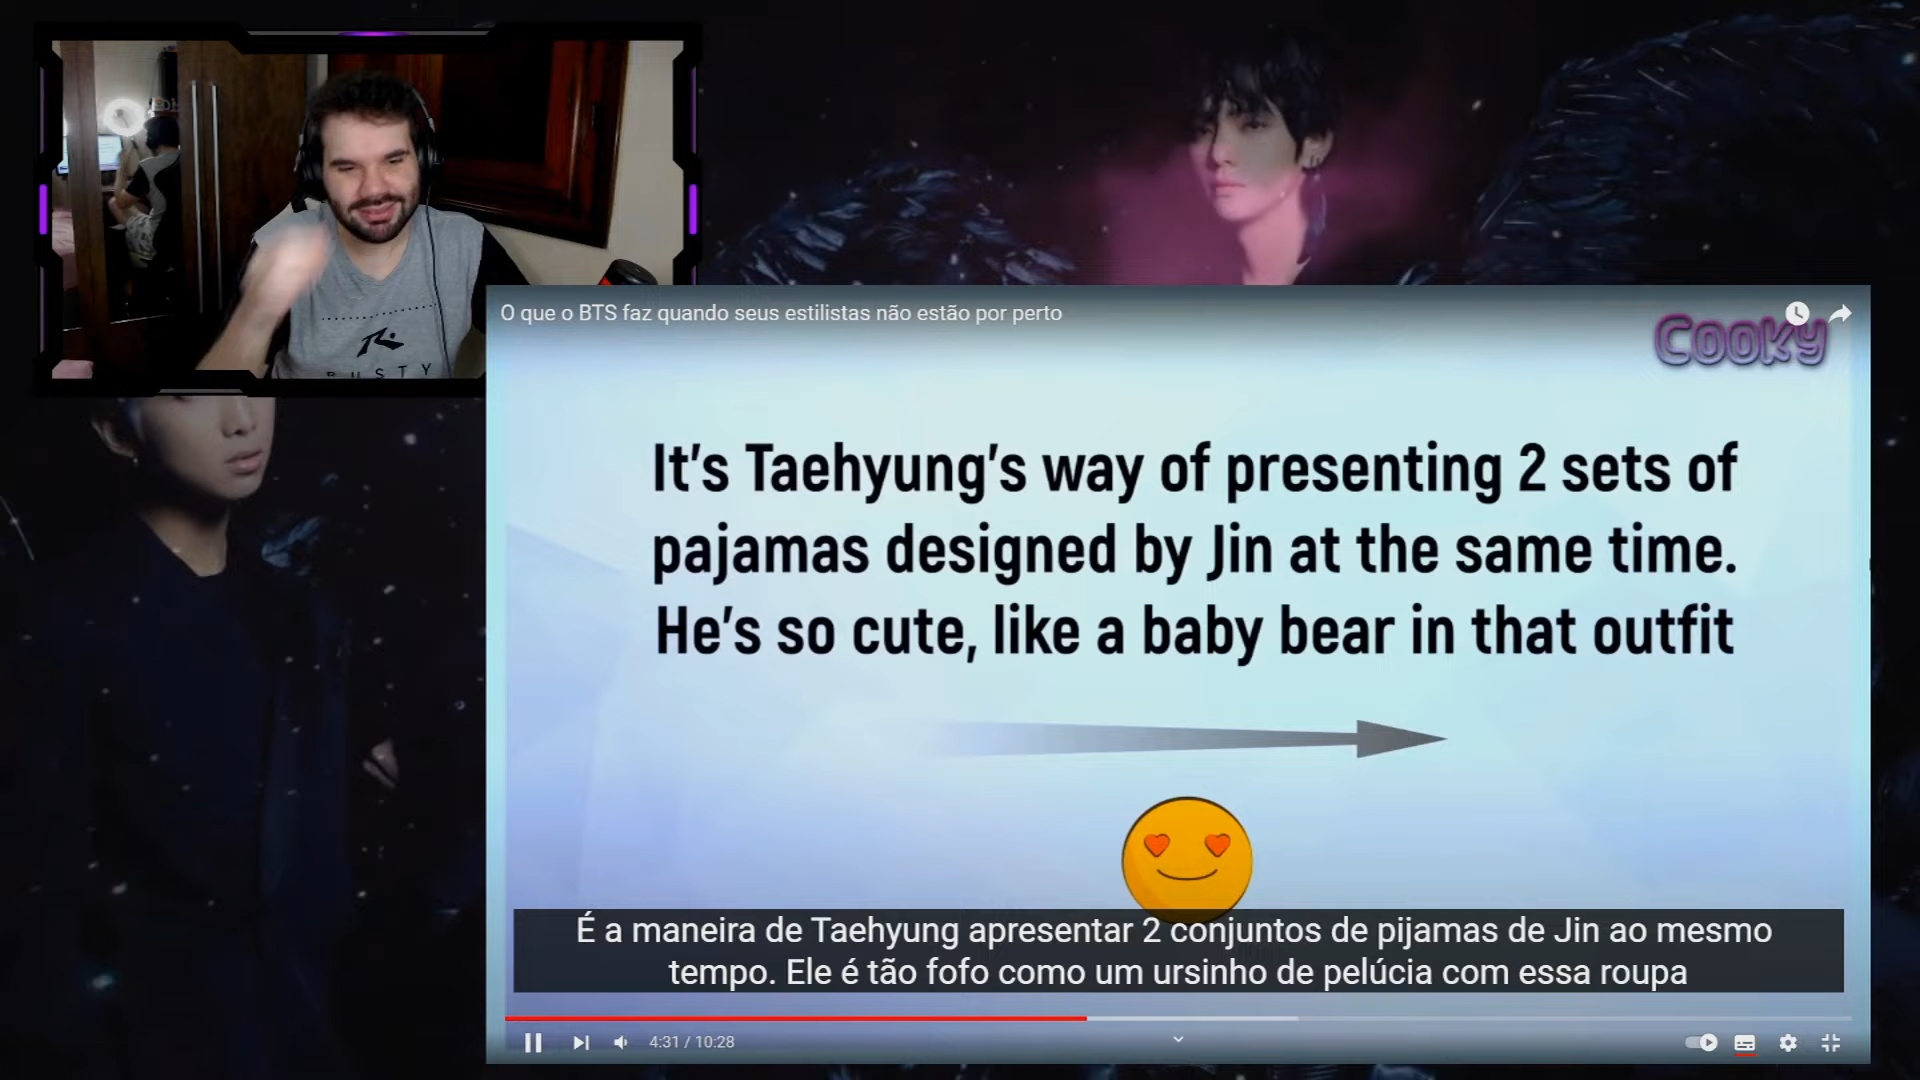 RUSTY
O que o BTS faz quando seus estilistas não estão por perto
Cooky
It's Taehyung's way of presenting 2 sets of
pajamas designed by Jin at the same time.
He's so cute, like a baby bear in that outfit
É a maneira de Taehyung apresentar 2 conjuntos de pijamas de Jin ao mesmo
tempo. Ele é tão fofo como um ursinho de pelúcia com essa roupa
4:31 / 10:28